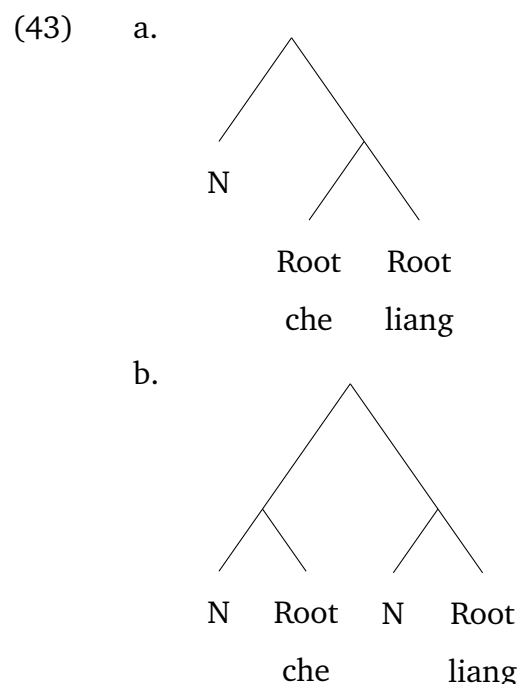 (43) a.
N
Root Root
che liang
b.
N Root N Root
che liang